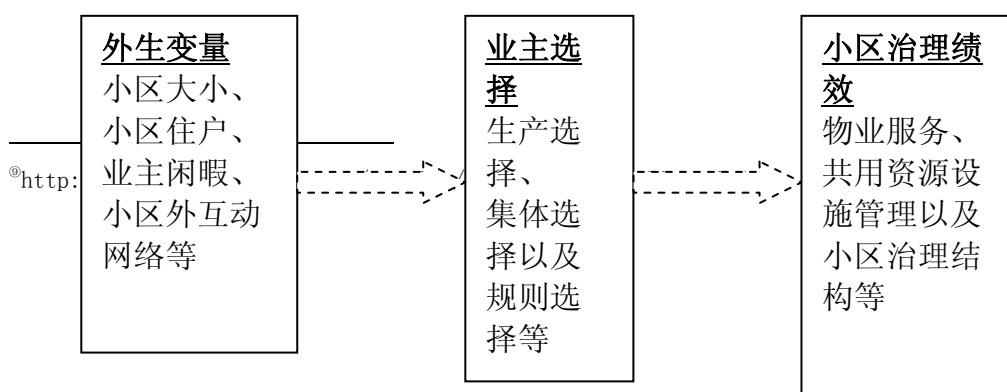 外生变量
小区大小、
小区住户、
业主闲暇、
小区外互动
网络等
业主选
择
生产选
择、
集体选
择以及
规则选
择等
小区治理绩
效
物业服务、
共用资源设
施管理以及
小区治理结
构等
⑨http: